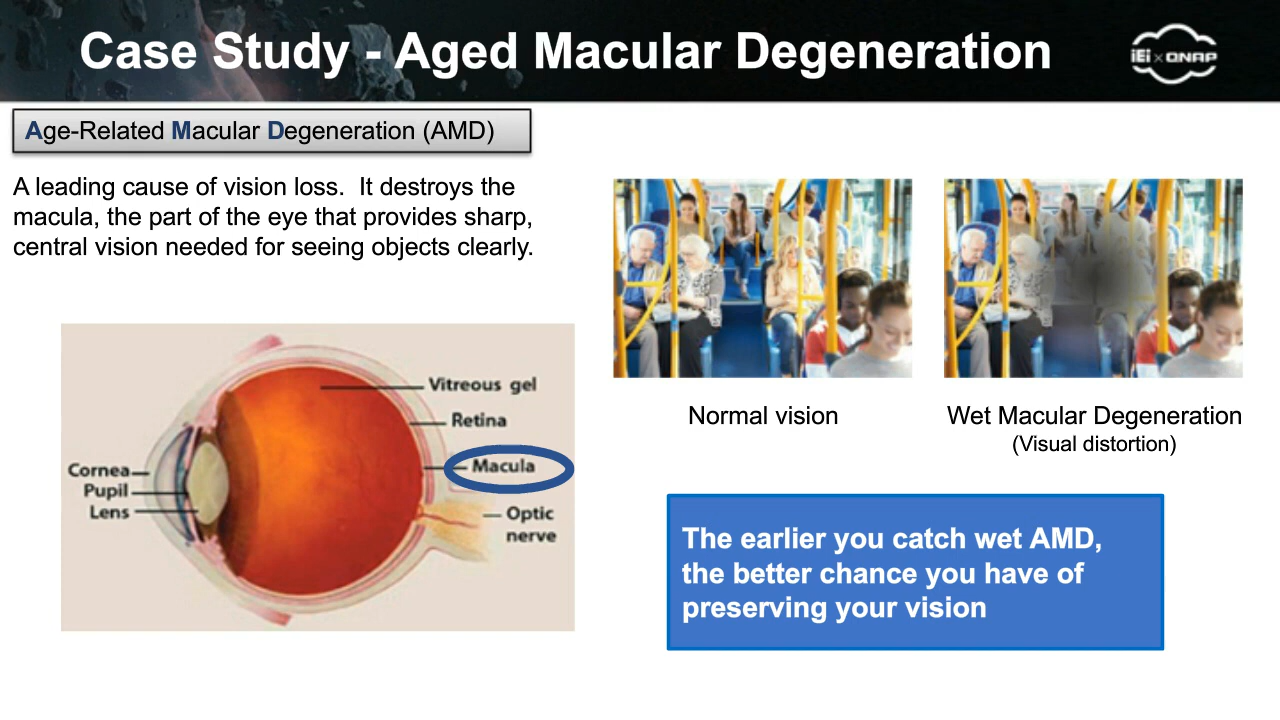 Case Study - Aged Macular Degeneration
iEi x QNAP
Age-Related Macular Degeneration (AMD)
A leading cause of vision loss.  It destroys the
macula, the part of the eye that provides sharp,
central vision needed for seeing objects clearly.
Vitreous gel
Retina
Macula
Cornea
Pupil
Lens
Optic
nerve
Normal vision
Wet Macular Degeneration
(Visual distortion)
The earlier you catch wet AMD,
the better chance you have of
preserving your vision